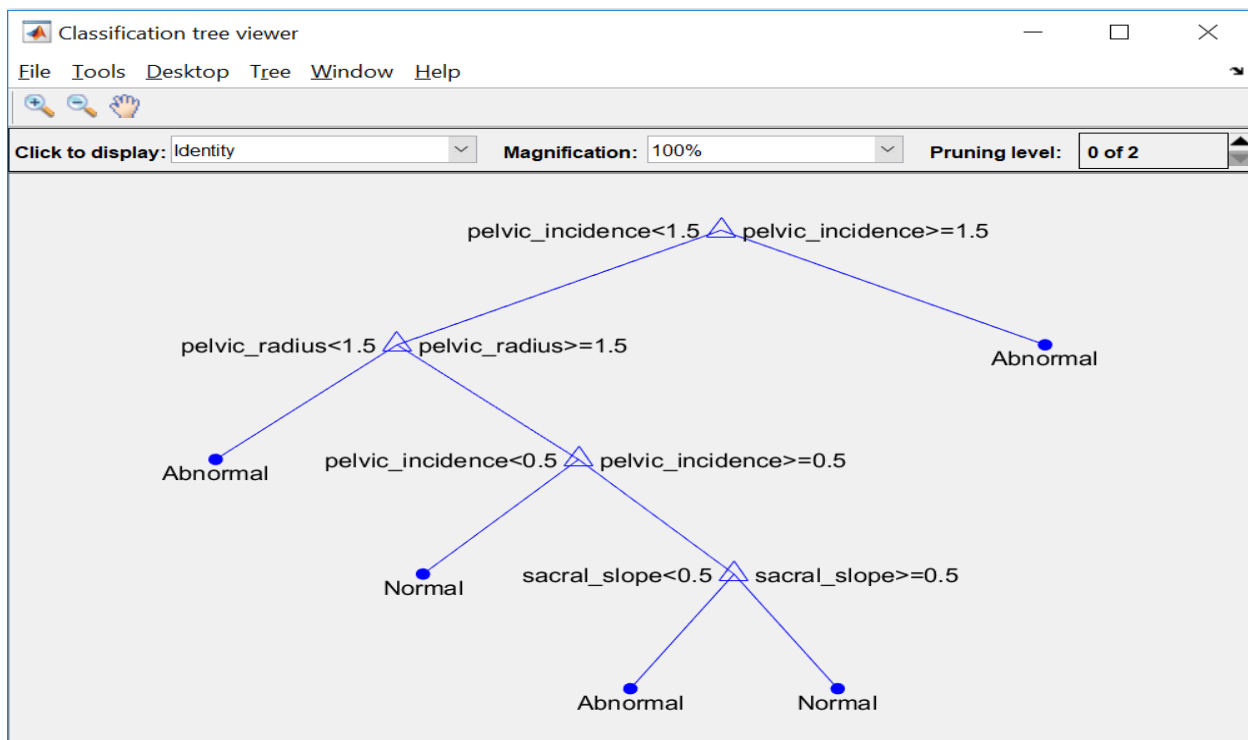 Classification tree viewer
File Tools Desktop Tree Window Help
Click to display: Identity Magnification: 100% Pruning level: 0 of 2
pelvic_incidence<1.5 pelvic_incidence>=1.5
pelvic_radius<1.5 pelvic_radius>=1.5
Abnormal
Abnormal
pelvic_incidence<0.5 pelvic_incidence>=0.5
Normal
sacral_slope<0.5 sacral_slope>=0.5
Abnormal Normal